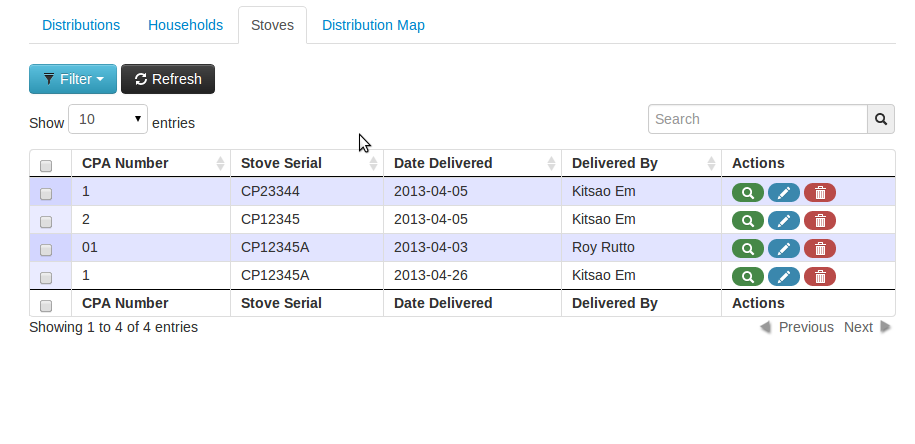 Distributions Households Stoves Distribution Map
Filter Refresh
Show 10 entries Search
CPA Number Stove Serial Date Delivered Delivered By Actions
1 CP23344 2013-04-05 Kitsao Em
2 CP12345 2013-04-05 Kitsao Em
01 CP12345A 2013-04-03 Roy Rutto
1 CP12345A 2013-04-26 Kitsao Em
CPA Number Stove Serial Date Delivered Delivered By Actions
Showing 1 to 4 of 4 entries Previous Next